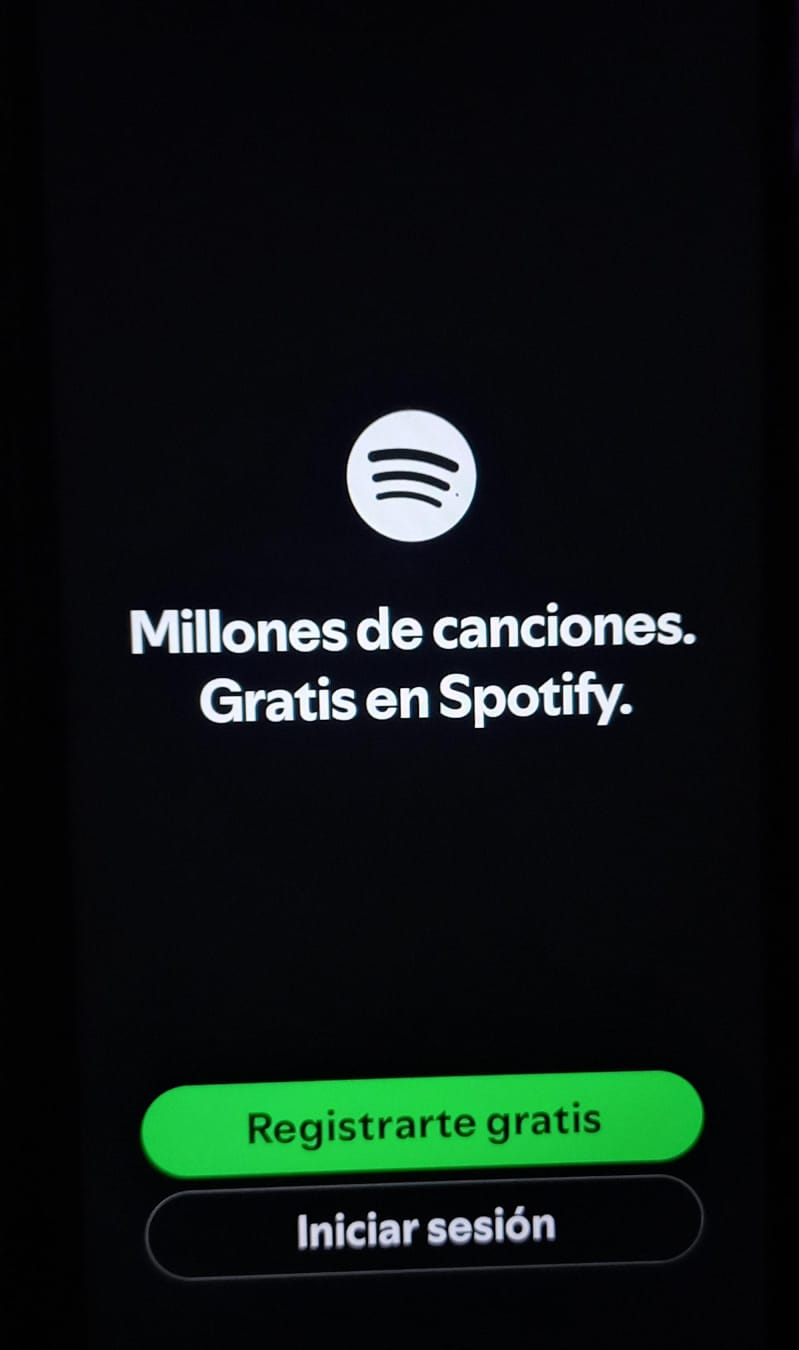 Millones de canciones.
Gratis en Spotify.
Registrarte gratis
Iniciar sesión